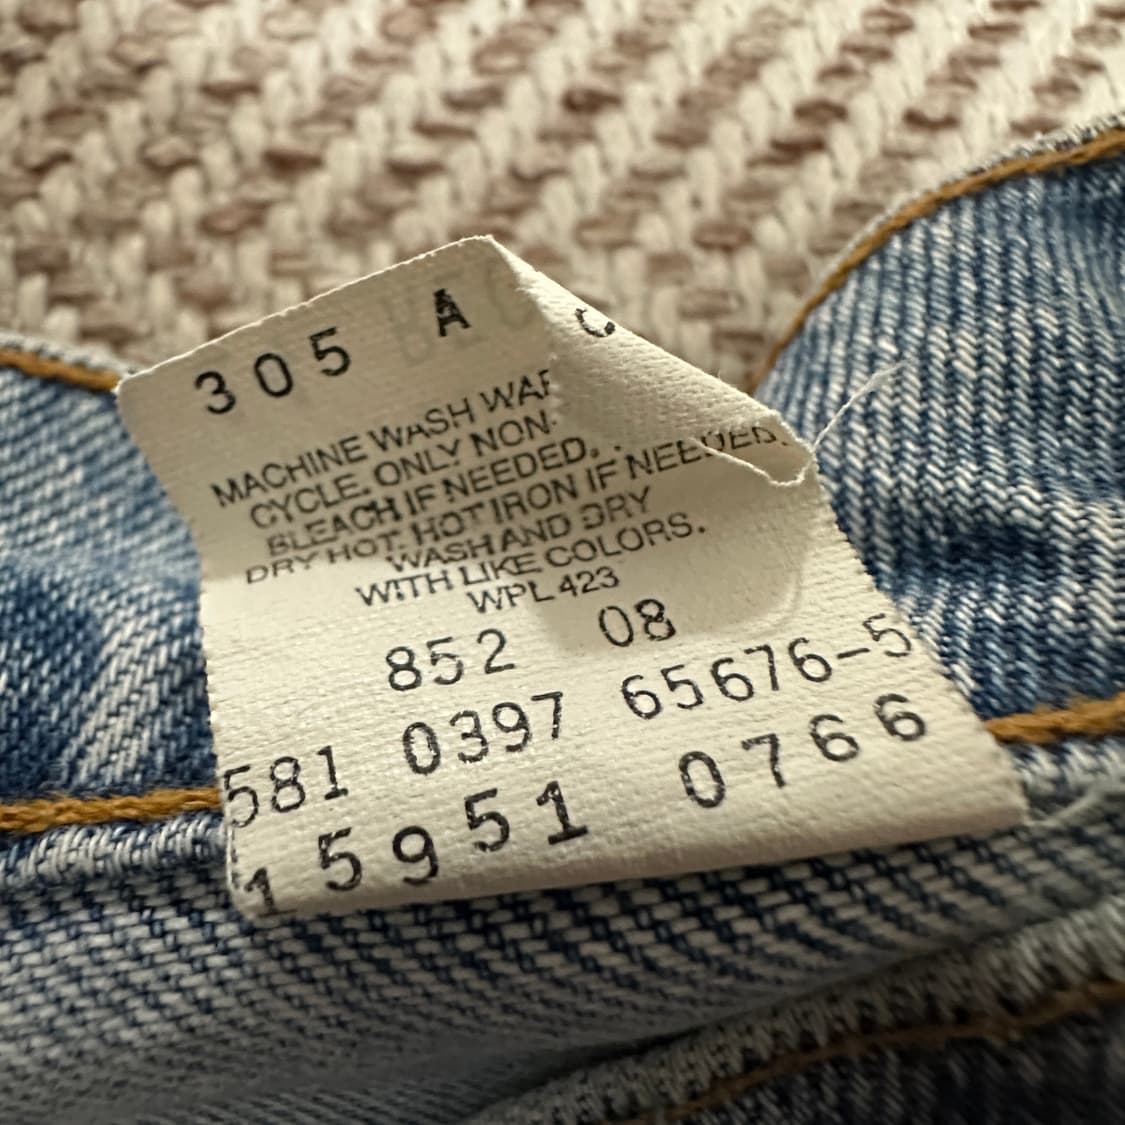 305 A C
MACHINE WASH WAR
CYCLE. ONLY NON-
BLEACH IF NEEDED.
DRY HOT. HOT IRON IF NEEDED.
WASH AND DRY
WITH LIKE COLORS.
WPL 423
852 08
581 0397 65676-5
15951 0766